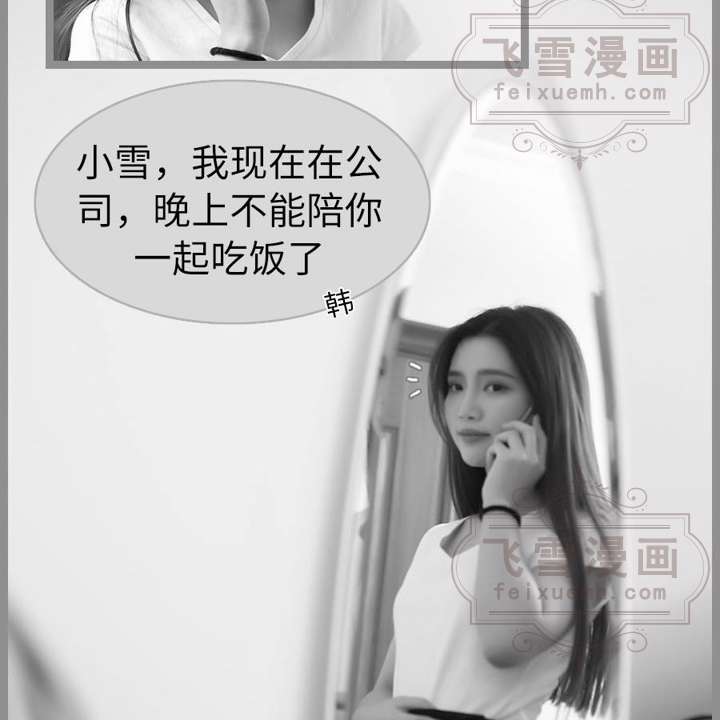 飞雪漫画
feixuemh.com
小雪，我现在在公
司，晚上不能陪你
一起吃饭了
韩
飞雪漫画
feixuemh.com